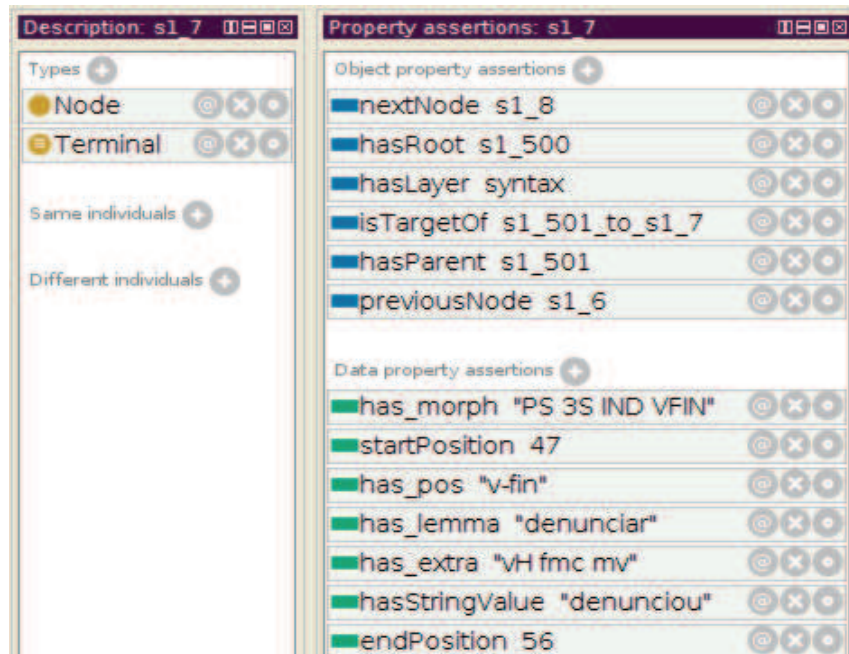 Description: s1_7
Types
Node
Terminal
Same individuals
Different individuals
Property assertions: s1_7
Object property assertions
nextNode s1_8
hasRoot s1_500
hasLayer syntax
isTargetOf s1_501_to_s1_7
hasParent s1_501
previousNode s1_6
Data property assertions
has_morph "PS 3S IND VFIN"
startPosition 47
has_pos "v-fin"
has_lemma "denunciar"
has_extra "vH fmc mv"
hasStringValue "denunciou"
endPosition 56